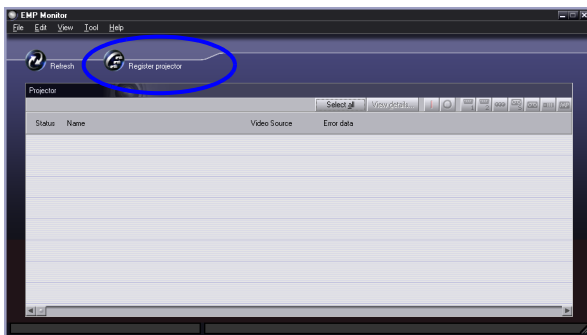 EMP Monitor
File Edit View Tool Help
Refresh Register projector
Projector
Select all View details...
Status Name Video Source Error data